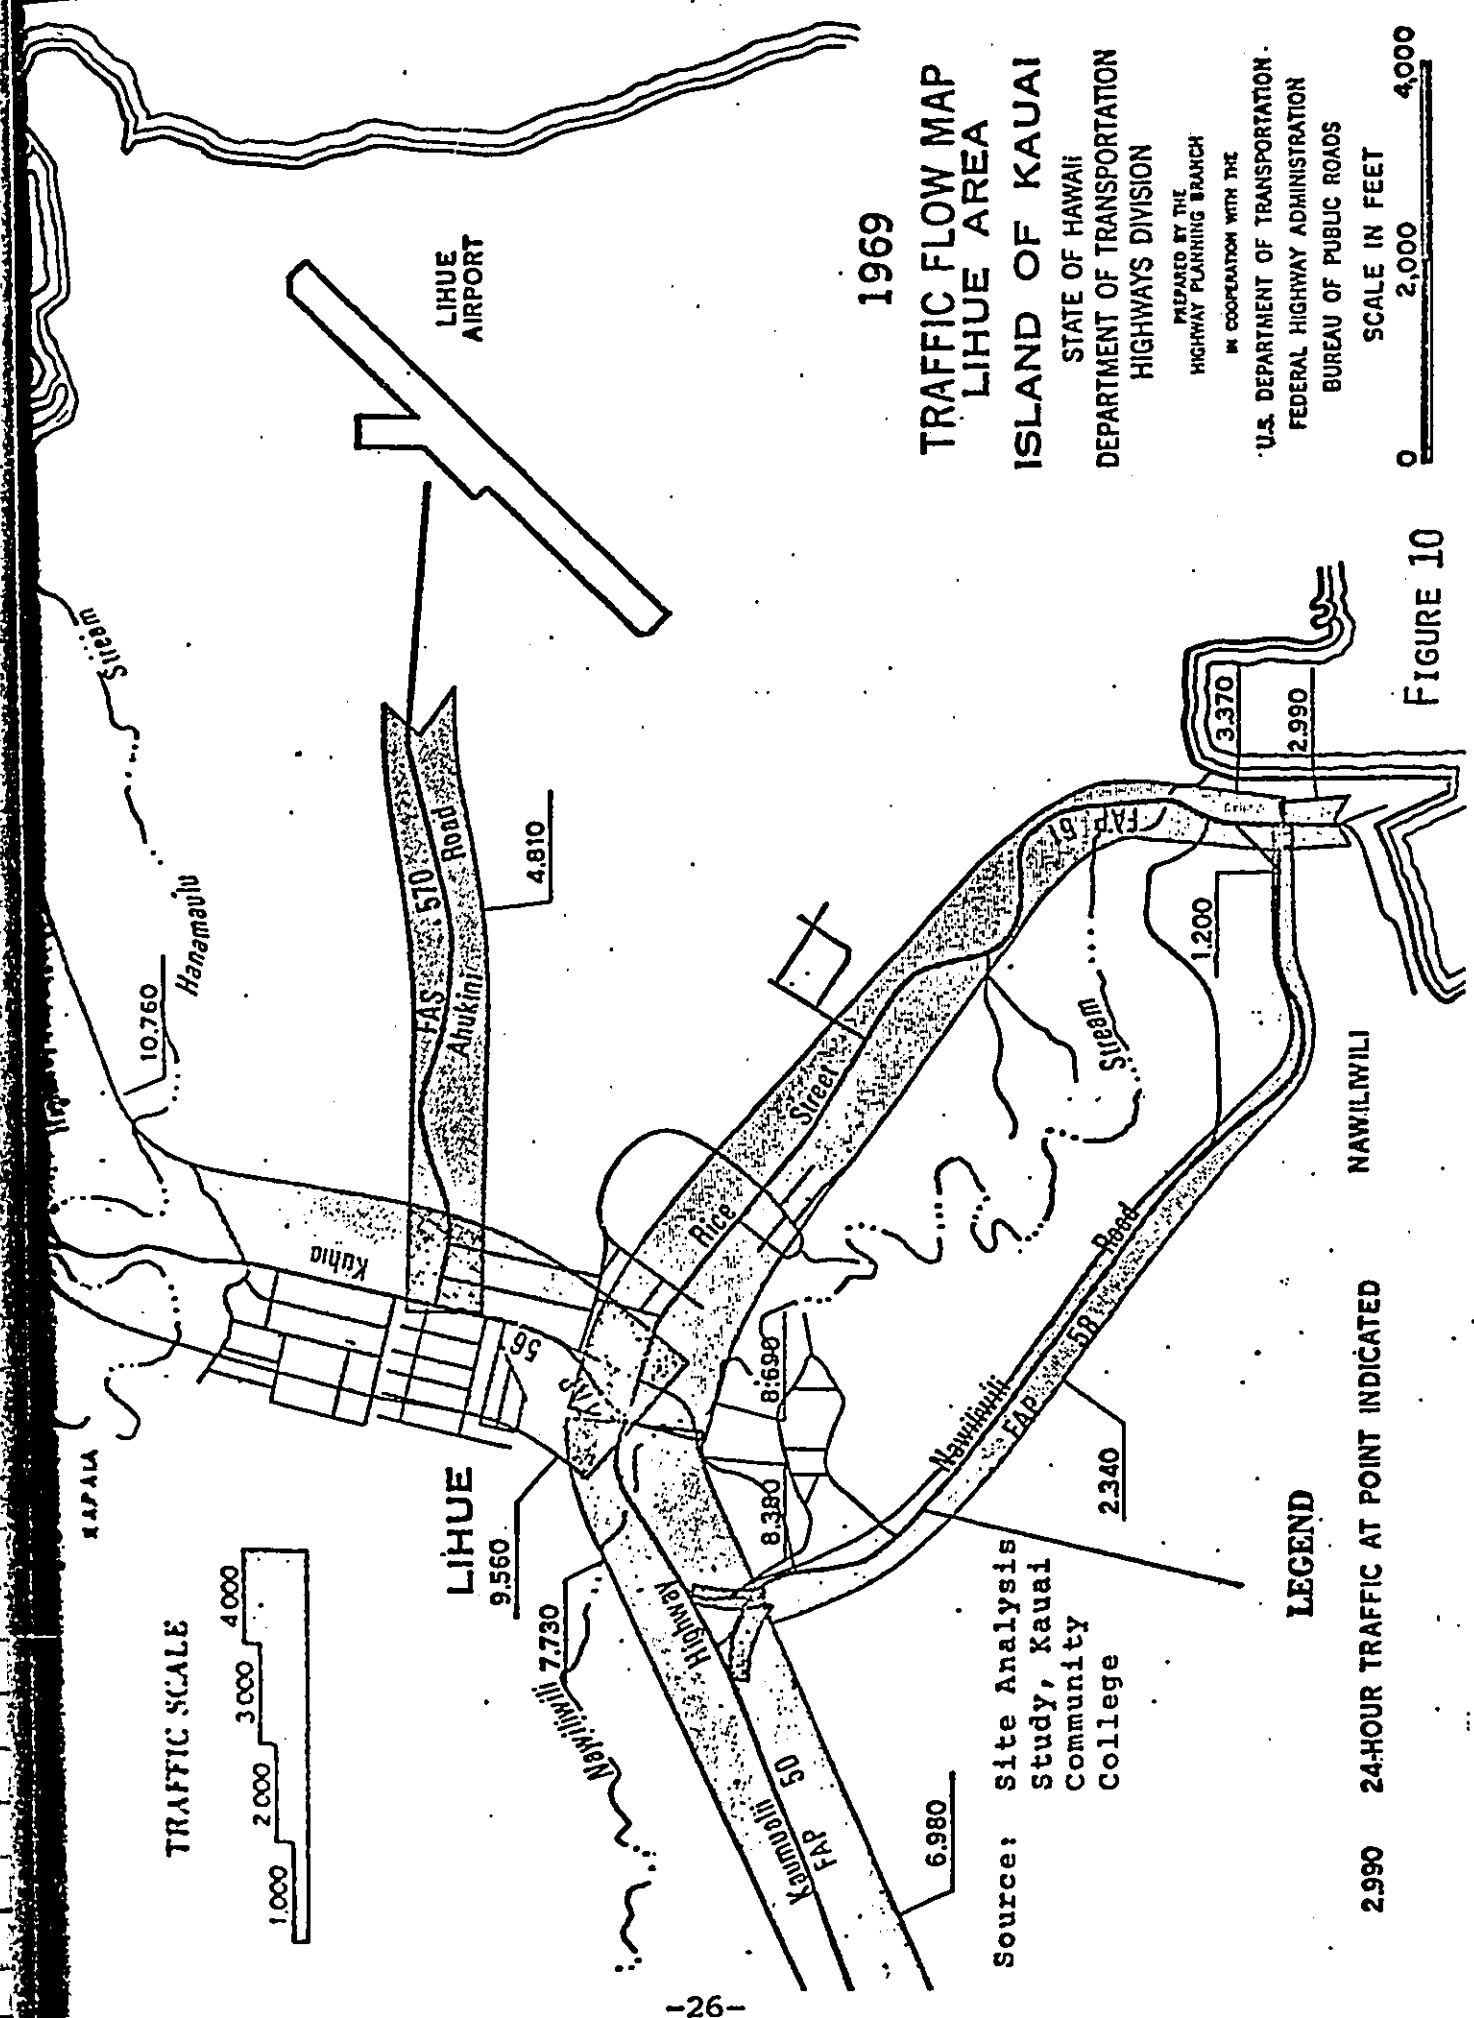 1969
TRAFFIC FLOW MAP
LIHUE AREA
ISLAND OF KAUAI
STATE OF HAWAII
DEPARTMENT OF TRANSPORTATION
HIGHWAYS DIVISION
PREPARED BY THE
HIGHWAY PLANNING BRANCH
IN COOPERATION WITH THE
U.S. DEPARTMENT OF TRANSPORTATION
FEDERAL HIGHWAY ADMINISTRATION
BUREAU OF PUBLIC ROADS
SCALE IN FEET
0 2,000 4,000
FIGURE 10
LIHUE
AIRPORT
Stream
Hanamaulu
10,760
FAS 570
Ahukini Road
4.810
Kuhio
FAP 56
KAPAIA
LIHUE
9.560
TRAFFIC SCALE
1,000 2 000 3 000 4 000
Nawiliwili
7.730
Rice Street
FAP 51
3.370
2.990
1.200
Stream
8.690
8.380
Nawiliwili Road
FAP 58
2.340
Kaumualii Highway
FAP 50
6.980
NAWILIWILI
Source: Site Analysis
Study, Kauai
Community
College
LEGEND
2.990 24-HOUR TRAFFIC AT POINT INDICATED
-26-